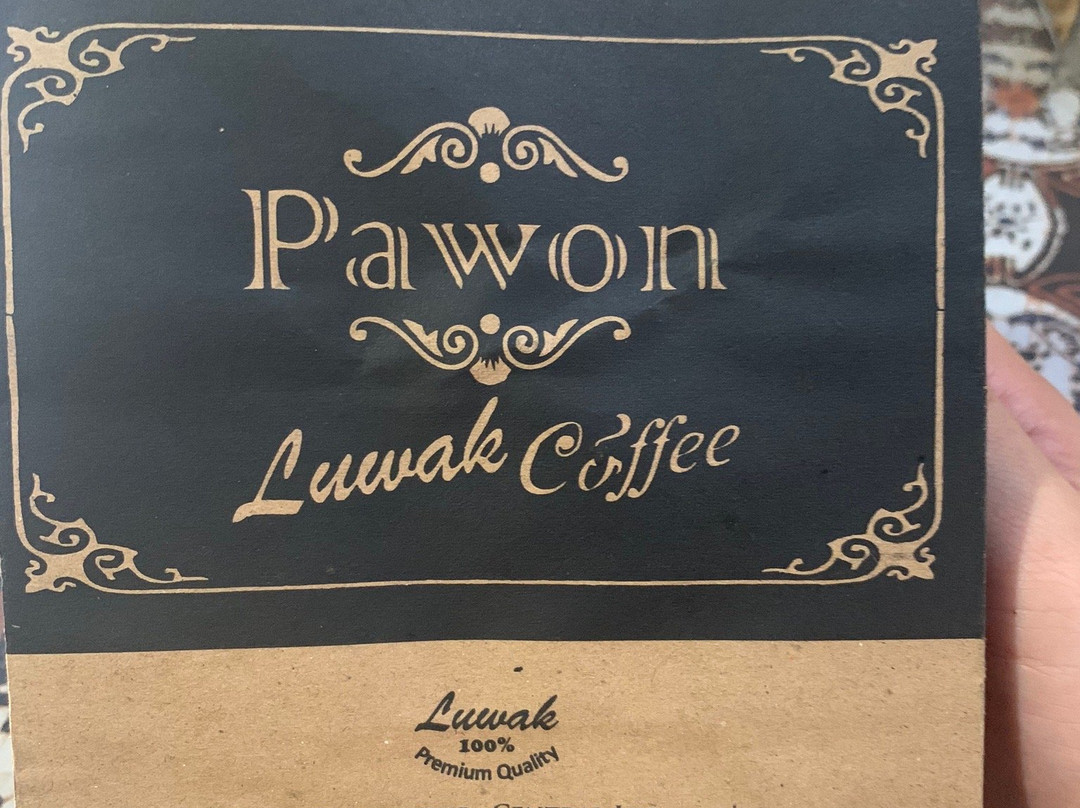 Pawon
Luwak Coffee
Luwak
100%
Premium Quality